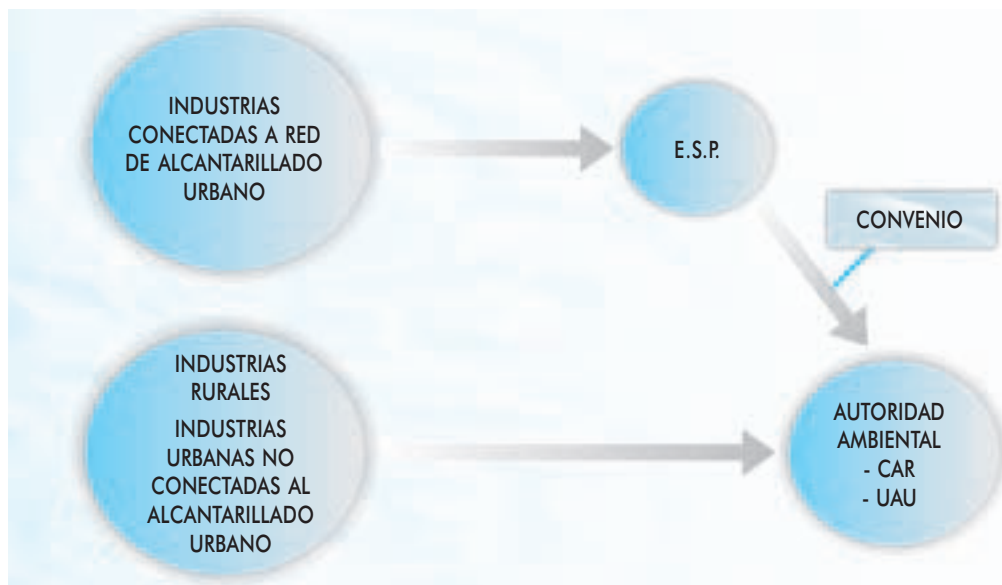 INDUSTRIAS
CONECTADAS A RED
DE ALCANTARILLADO
URBANO
E.S.P.
CONVENIO
INDUSTRIAS
RURALES
INDUSTRIAS
URBANAS NO
CONECTADAS AL
ALCANTARILLADO
URBANO
AUTORIDAD
AMBIENTAL
- CAR
- UAU